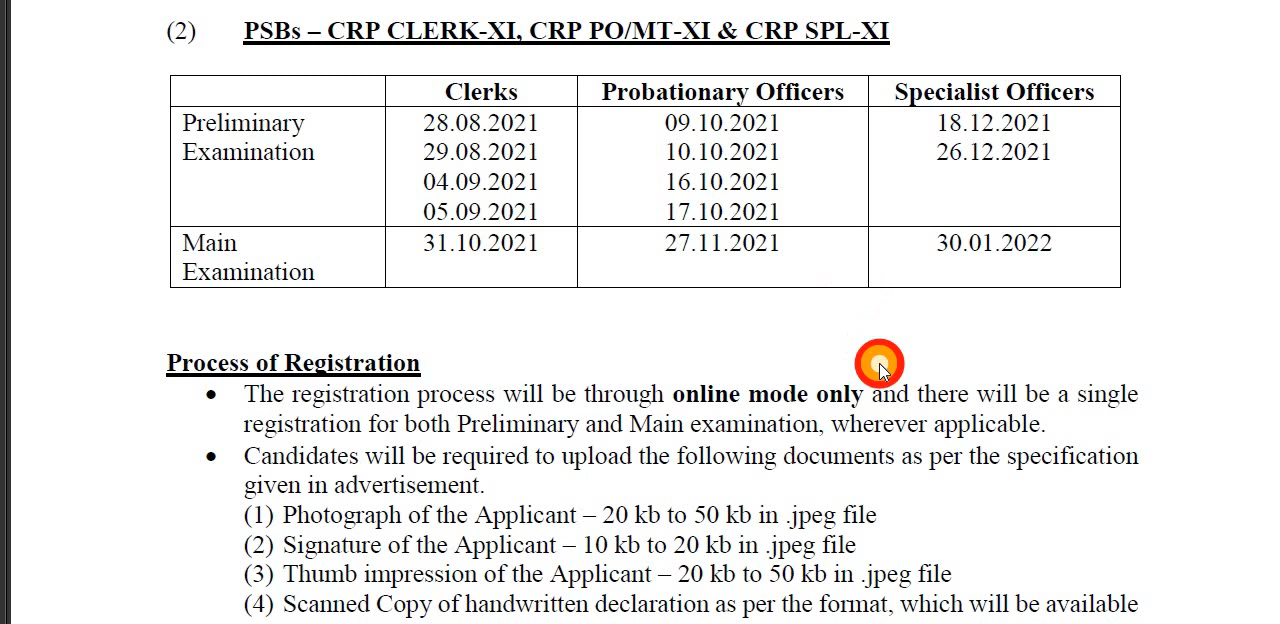 (2) PSBs – CRP CLERK-XI, CRP PO/MT-XI & CRP SPL-XI
Clerks Probationary Officers Specialist Officers
Preliminary 28.08.2021 09.10.2021 18.12.2021
Examination 29.08.2021 10.10.2021 26.12.2021
04.09.2021 16.10.2021
05.09.2021 17.10.2021
Main 31.10.2021 27.11.2021 30.01.2022
Examination
Process of Registration
• The registration process will be through online mode only and there will be a single
registration for both Preliminary and Main examination, wherever applicable.
• Candidates will be required to upload the following documents as per the specification
given in advertisement.
(1) Photograph of the Applicant – 20 kb to 50 kb in .jpeg file
(2) Signature of the Applicant – 10 kb to 20 kb in .jpeg file
(3) Thumb impression of the Applicant – 20 kb to 50 kb in .jpeg file
(4) Scanned Copy of handwritten declaration as per the format, which will be available